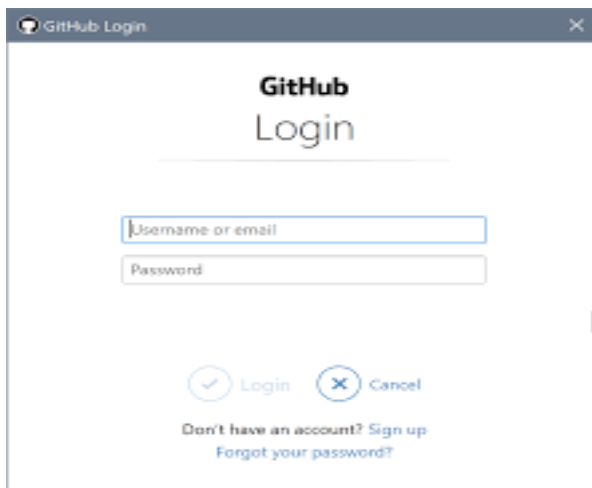 GitHub Login
GitHub
Login
Username or email
Password
Login Cancel
Don't have an account? Sign up
Forgot your password?